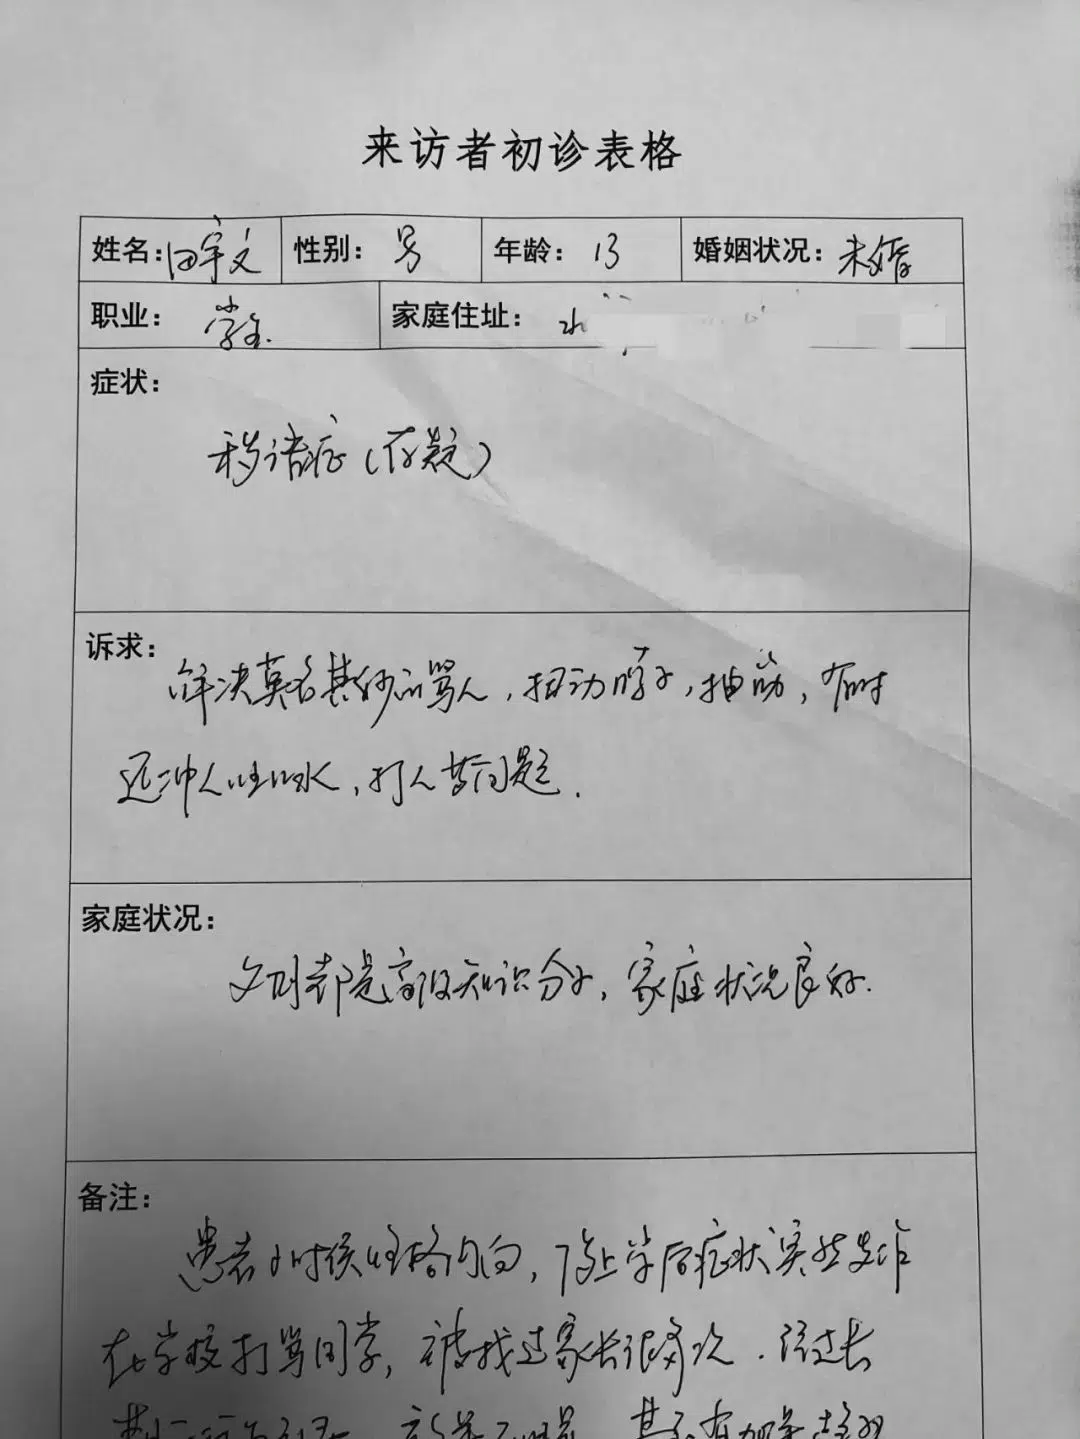 来访者初诊表格
姓名：田宇文 性别：男 年龄：13 婚姻状况：未婚
职业：学生 家庭住址：
症状：
秽语症（存疑）
诉求：
解决莫名其妙的骂人，扭动脖子，抽筋，有时
还冲人吐口水，打人等问题．
家庭状况：
父母都是高级知识分子，家庭状况良好．
备注：
患者小时候性格内向，上学后症状突然发作
在学校打骂同学，被找过家长很多次．经过长